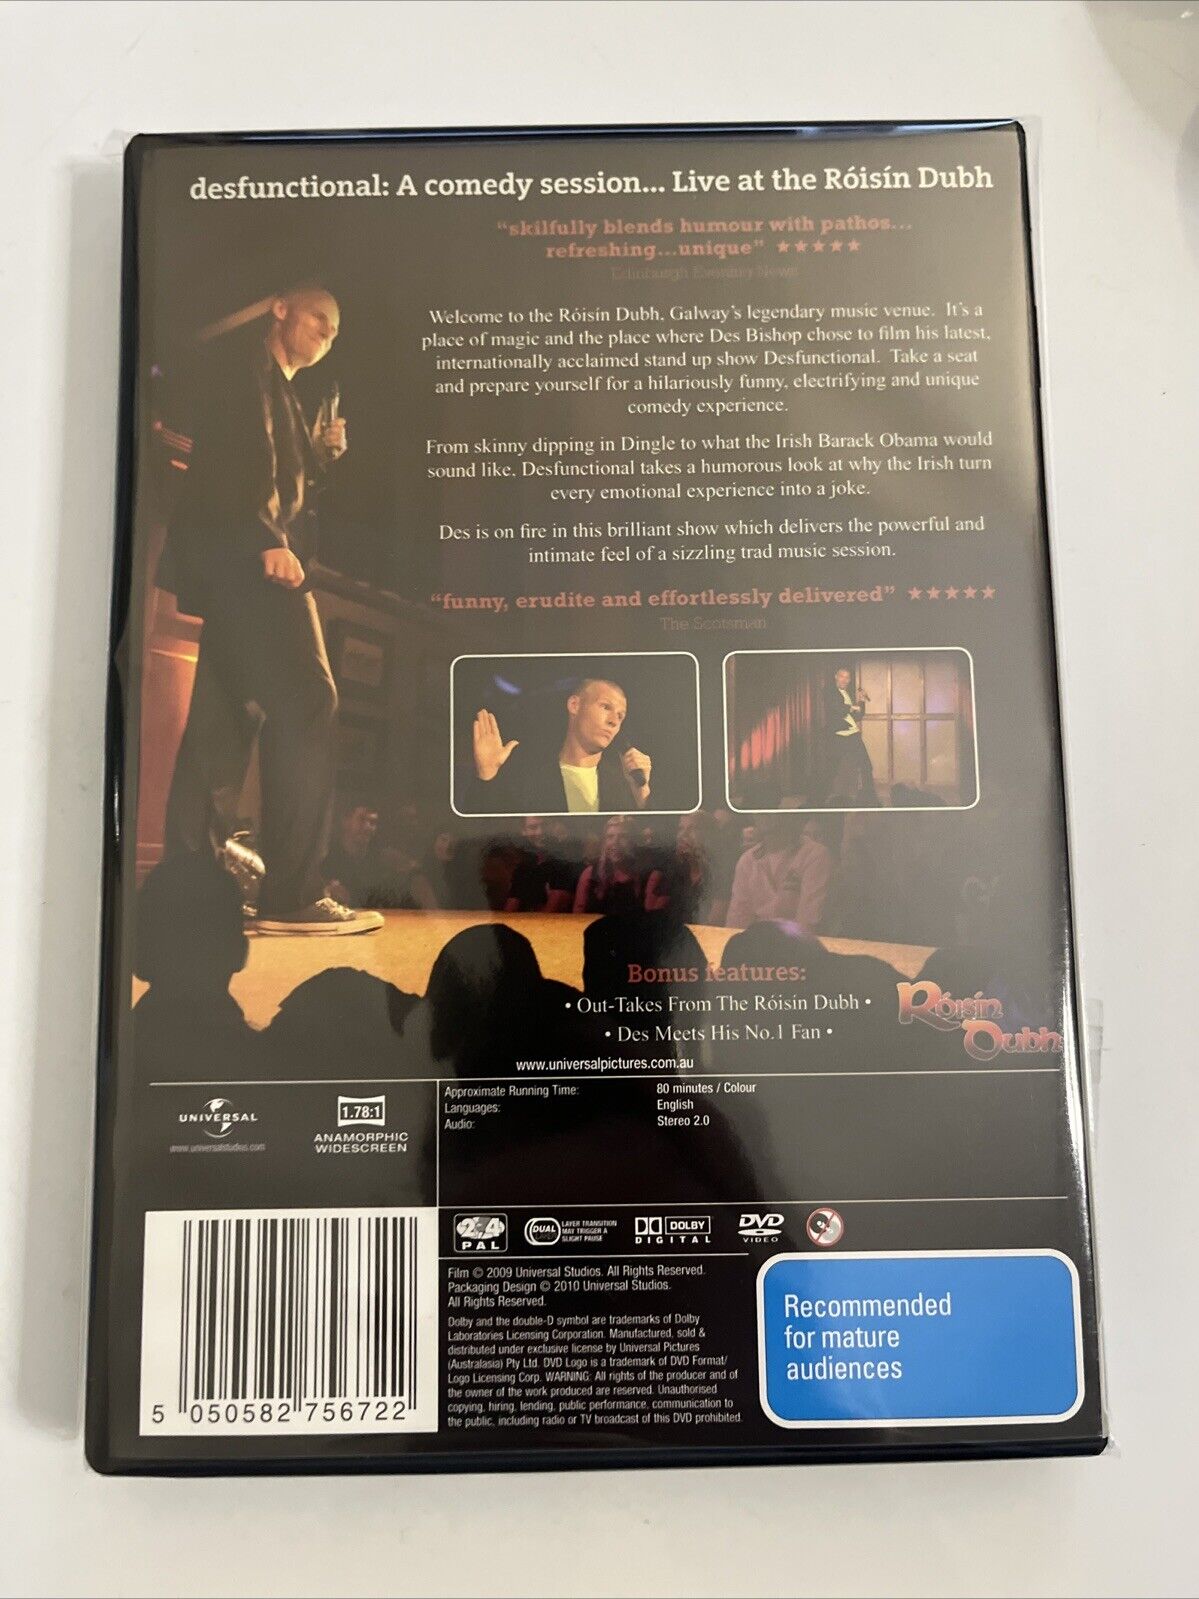 desfunctional: A comedy session... Live at the Róisín Dubh
“skilfully blends humour with pathos...
refreshing...unique” ★★★★★
Edinburgh Evening News
Welcome to the Róisín Dubh, Galway’s legendary music venue. It’s a
place of magic and the place where Des Bishop chose to film his latest,
internationally acclaimed stand up show Desfunctional. Take a seat
and prepare yourself for a hilariously funny, electrifying and unique
comedy experience.
From skinny dipping in Dingle to what the Irish Barack Obama would
sound like, Desfunctional takes a humorous look at why the Irish turn
every emotional experience into a joke.
Des is on fire in this brilliant show which delivers the powerful and
intimate feel of a sizzling trad music session.
“funny, erudite and effortlessly delivered” ★★★★★
The Scotsman
Bonus features:
• Out-Takes From The Róisín Dubh •
• Des Meets His No.1 Fan •
Róisín
Dubh
www.universalpictures.com.au
UNIVERSAL
www.universalstudios.com
1.78:1
ANAMORPHIC
WIDESCREEN
Approximate Running Time: 80 minutes / Colour
Languages: English
Audio: Stereo 2.0
2 4
PAL
DUAL LAYER
LAYER TRANSITION
MAY TRIGGER A
SLIGHT PAUSE
DOLBY
DIGITAL
DVD
VIDEO
Film © 2009 Universal Studios. All Rights Reserved.
Packaging Design © 2010 Universal Studios.
All Rights Reserved.
Dolby and the double-D symbol are trademarks of Dolby
Laboratories Licensing Corporation. Manufactured, sold &
distributed under exclusive license by Universal Pictures
(Australasia) Pty Ltd. DVD Logo is a trademark of DVD Format/
Logo Licensing Corp. WARNING: All rights of the producer and of
the owner of the work produced are reserved. Unauthorised
copying, hiring, lending, public performance, communication to
the public, including radio or TV broadcast of this DVD prohibited.
Recommended
for mature
audiences
5 050582 756722